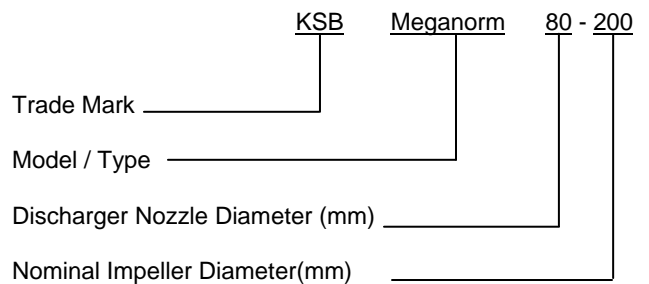 KSB Meganorm 80 - 200
Trade Mark
Model / Type
Discharger Nozzle Diameter (mm)
Nominal Impeller Diameter(mm)